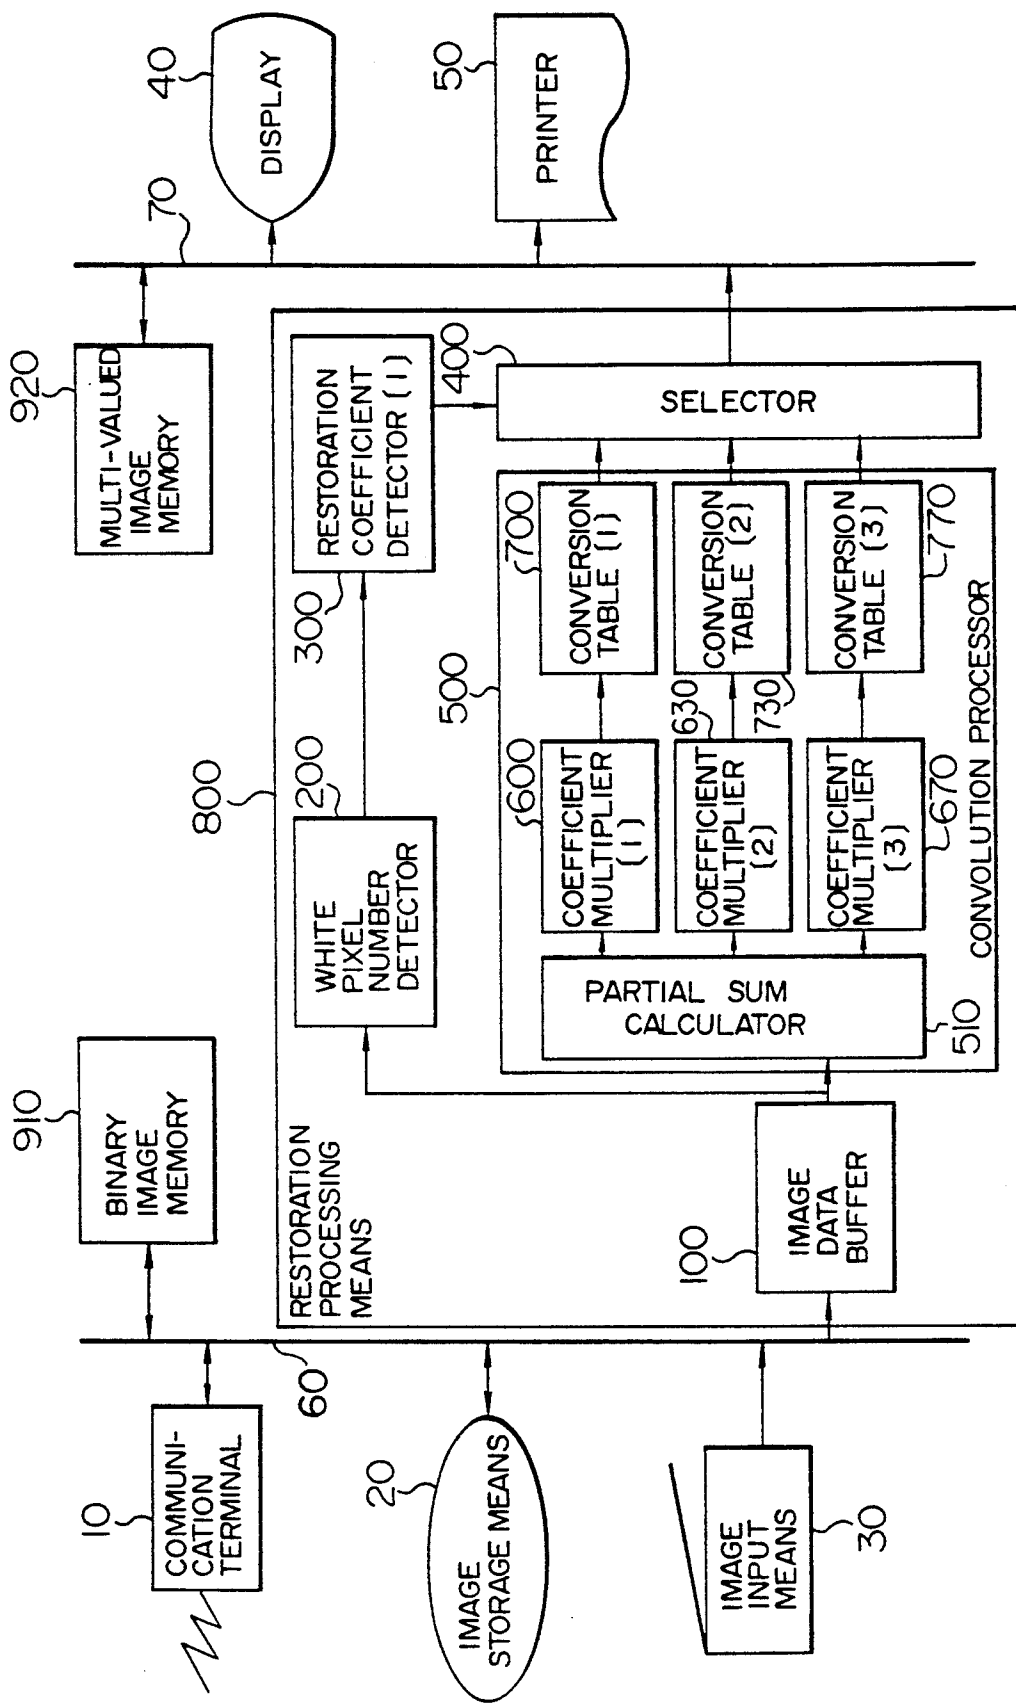 10
COMMUNI-
CATION
TERMINAL
20
IMAGE
STORAGE MEANS
IMAGE
INPUT
MEANS
30
60
910
BINARY
IMAGE
MEMORY
RESTORATION
PROCESSING
MEANS
800
100
IMAGE
DATA
BUFFER
200
WHITE
PIXEL
NUMBER
DETECTOR
300
RESTORATION
COEFFICIENT
DETECTOR (1)
500
PARTIAL SUM
CALCULATOR
510
600
COEFFICIENT
MULTIPLIER
(1)
630
COEFFICIENT
MULTIPLIER
(2)
COEFFICIENT
MULTIPLIER
(3)
670
700
CONVERSION
TABLE (1)
CONVERSION
TABLE (2)
730
CONVERSION
TABLE (3)
770
CONVOLUTION PROCESSOR
400
SELECTOR
920
MULTI-VALUED
IMAGE
MEMORY
70
40
DISPLAY
50
PRINTER